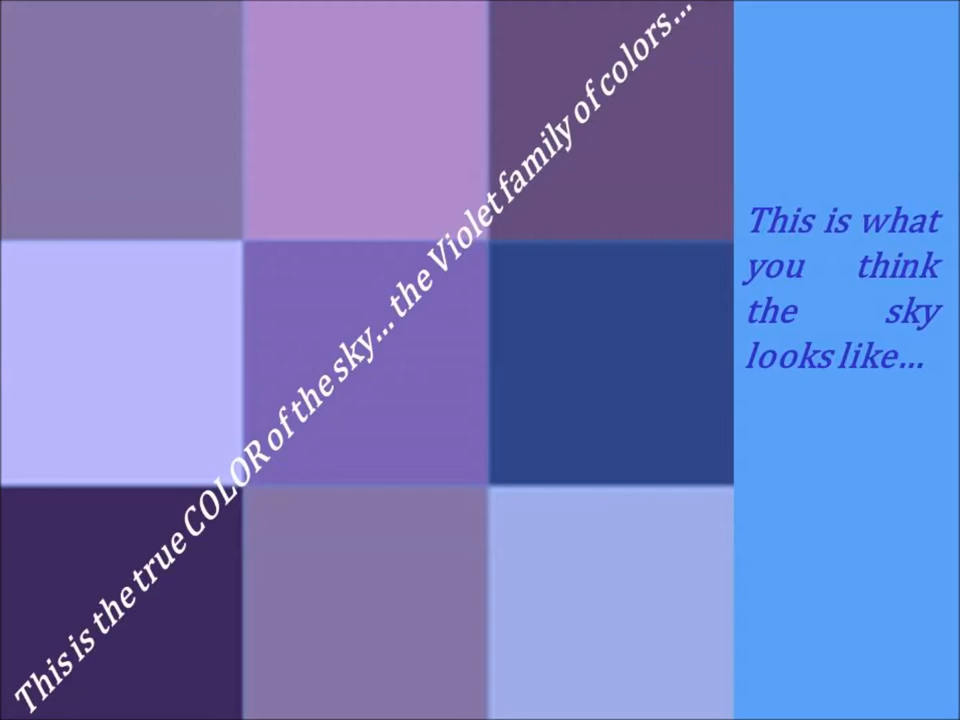 This is the true COLOR of the sky... the Violet family of colors...
This is what
you think
the sky
looks like...